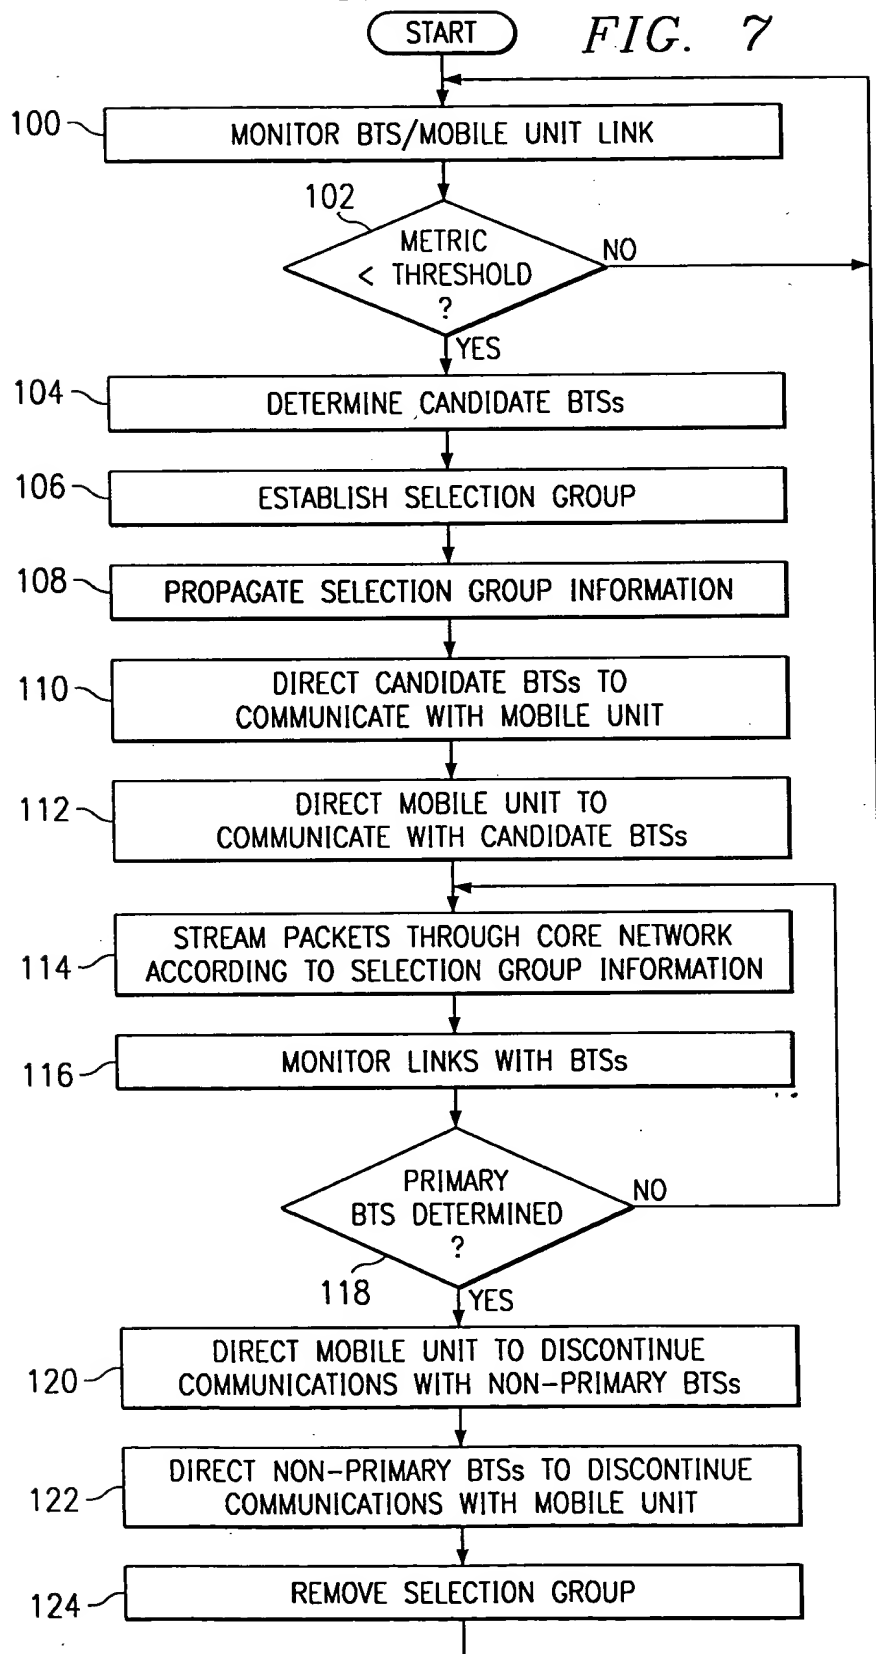 START
FIG. 7
100
MONITOR BTS/MOBILE UNIT LINK
102
METRIC
< THRESHOLD
?
NO
YES
104
DETERMINE CANDIDATE BTSs
106
ESTABLISH SELECTION GROUP
108
PROPAGATE SELECTION GROUP INFORMATION
110
DIRECT CANDIDATE BTSs TO
COMMUNICATE WITH MOBILE UNIT
112
DIRECT MOBILE UNIT TO
COMMUNICATE WITH CANDIDATE BTSs
114
STREAM PACKETS THROUGH CORE NETWORK
ACCORDING TO SELECTION GROUP INFORMATION
116
MONITOR LINKS WITH BTSs
PRIMARY
BTS DETERMINED
?
NO
118
YES
120
DIRECT MOBILE UNIT TO DISCONTINUE
COMMUNICATIONS WITH NON-PRIMARY BTSs
122
DIRECT NON-PRIMARY BTSs TO DISCONTINUE
COMMUNICATIONS WITH MOBILE UNIT
124
REMOVE SELECTION GROUP